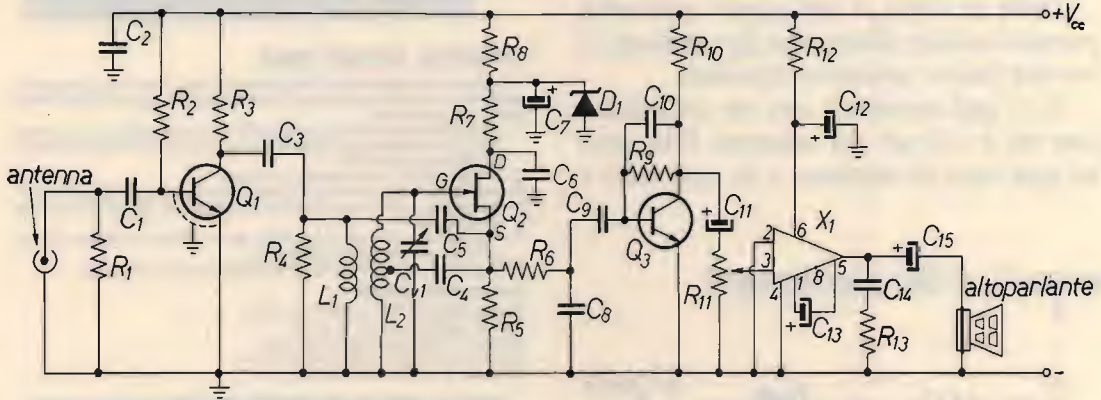 +Vcc
C2
R8
R10
R12
R2
R3
C10
C12
C7
D1
R7
C3
D
R9
antenna
G
C6
C9
C11
X1
6
C1
Q1
Q2
2
C15
C5
S
Q3
3
5
R4
R6
8
1
R1
CV1
C4
R11
4
C14
altoparlante
L1
L2
R5
C8
C13
R13
+
-